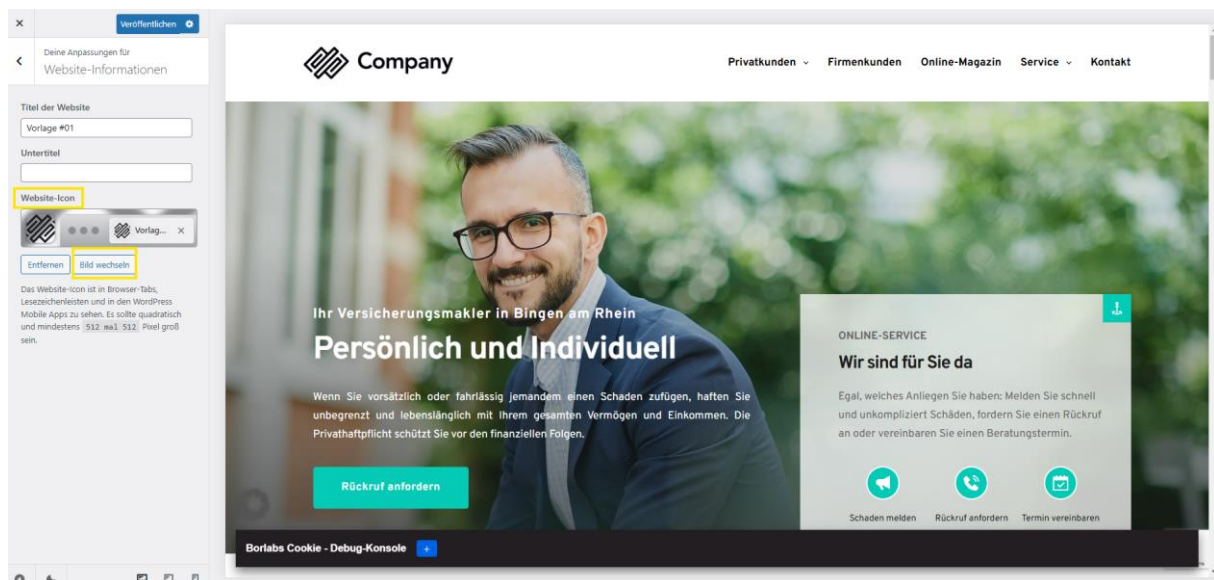 Veröffentlichen
Deine Anpassungen für
Website-Informationen
Titel der Website
Vorlage #01
Untertitel
Website-Icon
Vorlag...
Entfernen
Bild wechseln
Das Website-Icon ist in Browser-Tabs,
Lesezeichenleisten und in den WordPress
Mobile Apps zu sehen. Es sollte quadratisch
und mindestens 512 mal 512 Pixel groß
sein.
Company
Privatkunden
Firmenkunden
Online-Magazin
Service
Kontakt
Ihr Versicherungsmakler in Bingen am Rhein
Persönlich und Individuell
Wenn Sie vorsätzlich oder fahrlässig jemandem einen Schaden zufügen, haften Sie
unbegrenzt und lebenslänglich mit Ihrem gesamten Vermögen und Einkommen. Die
Privathaftpflicht schützt Sie vor den finanziellen Folgen.
Rückruf anfordern
ONLINE-SERVICE
Wir sind für Sie da
Egal, welches Anliegen Sie haben: Melden Sie schnell
und unkompliziert Schäden, fordern Sie einen Rückruf
an oder vereinbaren Sie einen Beratungstermin.
Schaden melden
Rückruf anfordern
Termin vereinbaren
Borlabs Cookie - Debug-Konsole